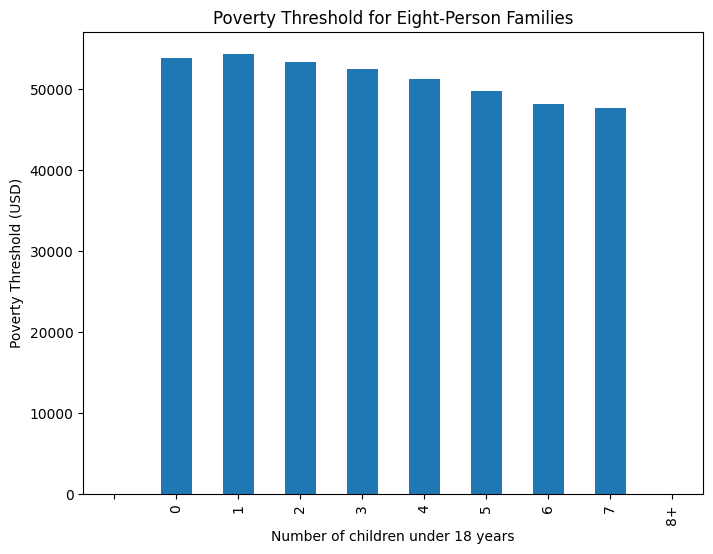 Poverty Threshold for Eight-Person Families
Poverty Threshold (USD)
50000
40000
30000
20000
10000
0
0 1 2 3 4 5 6 7 8+
Number of children under 18 years